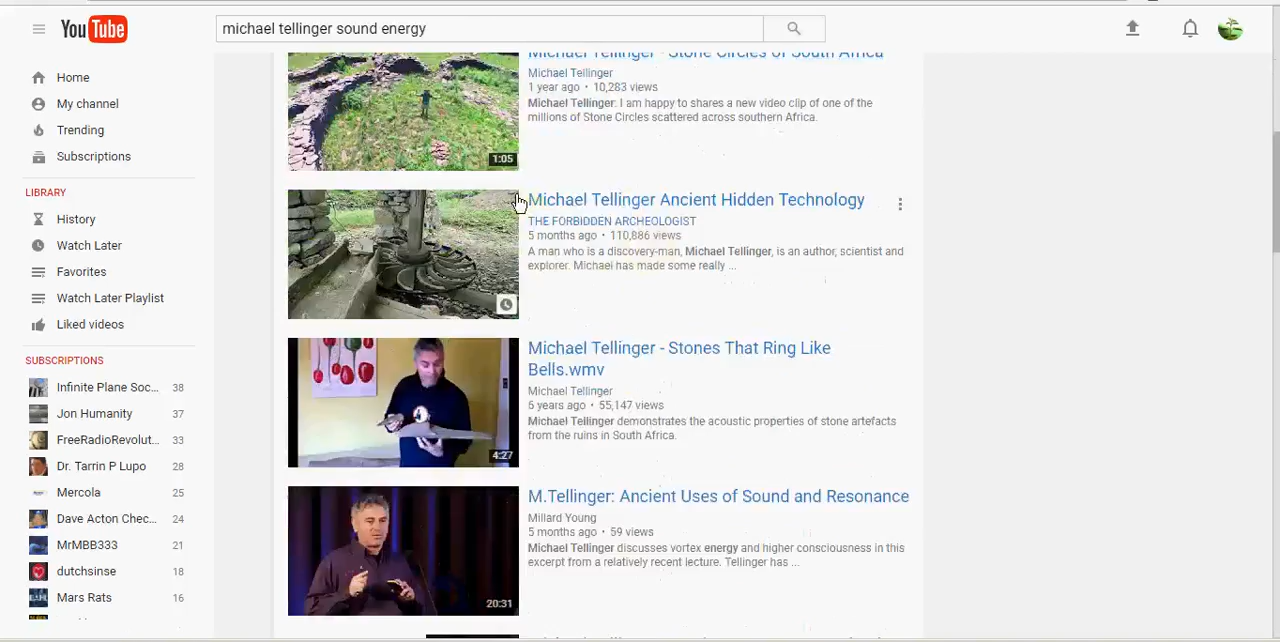 YouTube
michael tellinger sound energy
Home
My channel
Trending
Subscriptions
LIBRARY
History
Watch Later
Favorites
Watch Later Playlist
Liked videos
SUBSCRIPTIONS
Infinite Plane Soc... 38
Jon Humanity 37
FreeRadioRevolut... 33
Dr. Tarrin P Lupo 28
Mercola 25
Dave Acton Chec... 24
MrMBB333 21
dutchsinse 18
Mars Rats 16
Michael Tellinger - Stone Circles of South Africa
Michael Tellinger
1 year ago • 10,283 views
Michael Tellinger: I am happy to shares a new video clip of one of the
millions of Stone Circles scattered across southern Africa.
1:05
Michael Tellinger Ancient Hidden Technology
THE FORBIDDEN ARCHEOLOGIST
5 months ago • 110,886 views
A man who is a discovery-man, Michael Tellinger, is an author, scientist and
explorer. Michael has made some really ...
Michael Tellinger - Stones That Ring Like
Bells.wmv
Michael Tellinger
6 years ago • 55,147 views
Michael Tellinger demonstrates the acoustic properties of stone artefacts
from the ruins in South Africa.
4:27
M.Tellinger: Ancient Uses of Sound and Resonance
Millard Young
5 months ago • 59 views
Michael Tellinger discusses vortex energy and higher consciousness in this
excerpt from a relatively recent lecture. Tellinger has ...
20:31